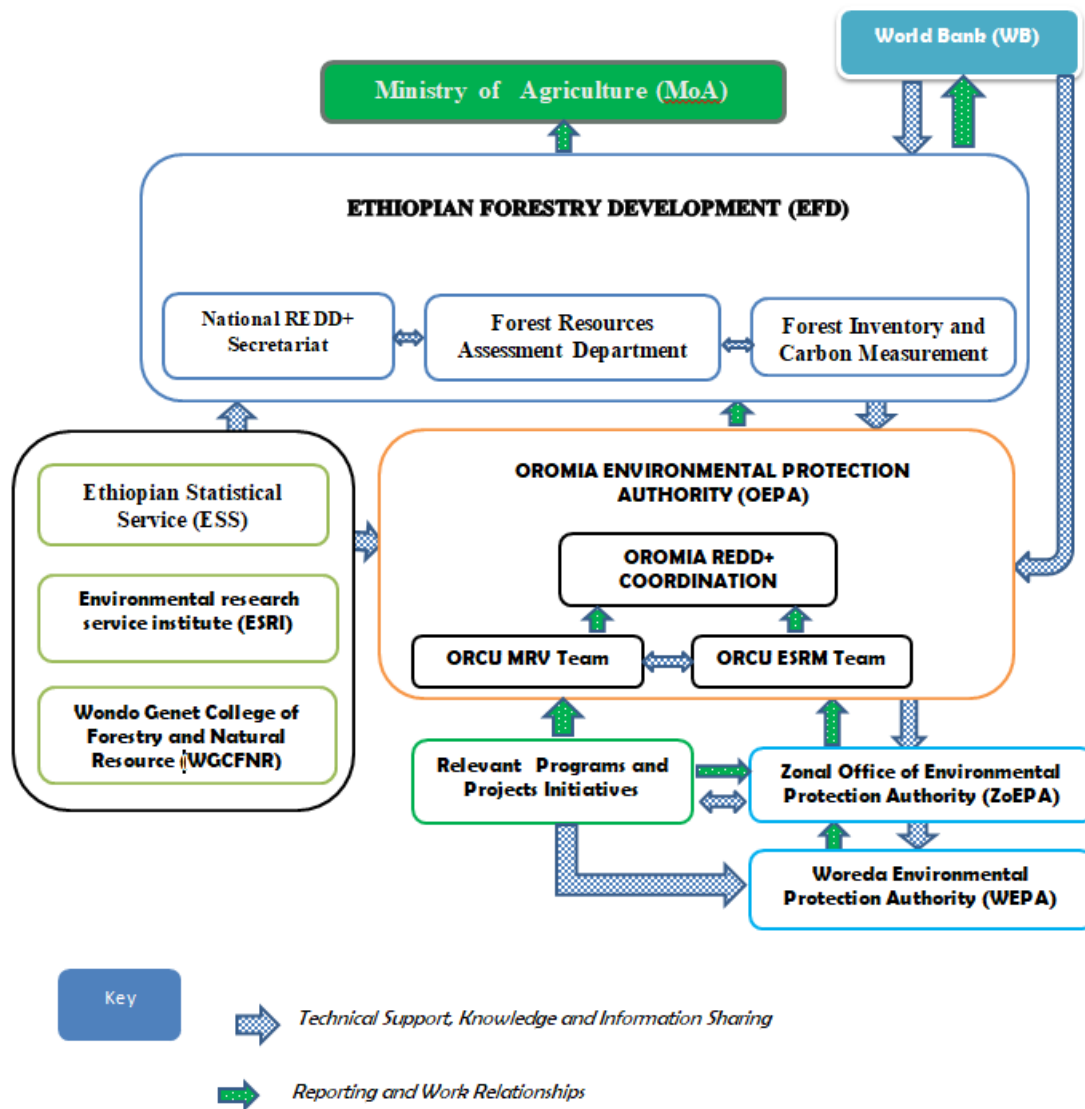 World Bank (WB)
Ministry of Agriculture (MoA)
ETHIOPIAN FORESTRY DEVELOPMENT (EFD)
National REDD+
Secretariat
Forest Resources
Assessment Department
Forest Inventory and
Carbon Measurement
Ethiopian Statistical
Service (ESS)
Environmental research
service institute (ESRI)
Wondo Genet College of
Forestry and Natural
Resource (WGCFNR)
OROMIA ENVIRONMENTAL PROTECTION
AUTHORITY (OEPA)
OROMIA REDD+
COORDINATION
ORCU MRV Team
ORCU ESRM Team
Relevant Programs and
Projects Initiatives
Zonal Office of Environmental
Protection Authority (ZoEPA)
Woreda Environmental
Protection Authority (WEPA)
Key
Technical Support, Knowledge and Information Sharing
Reporting and Work Relationships